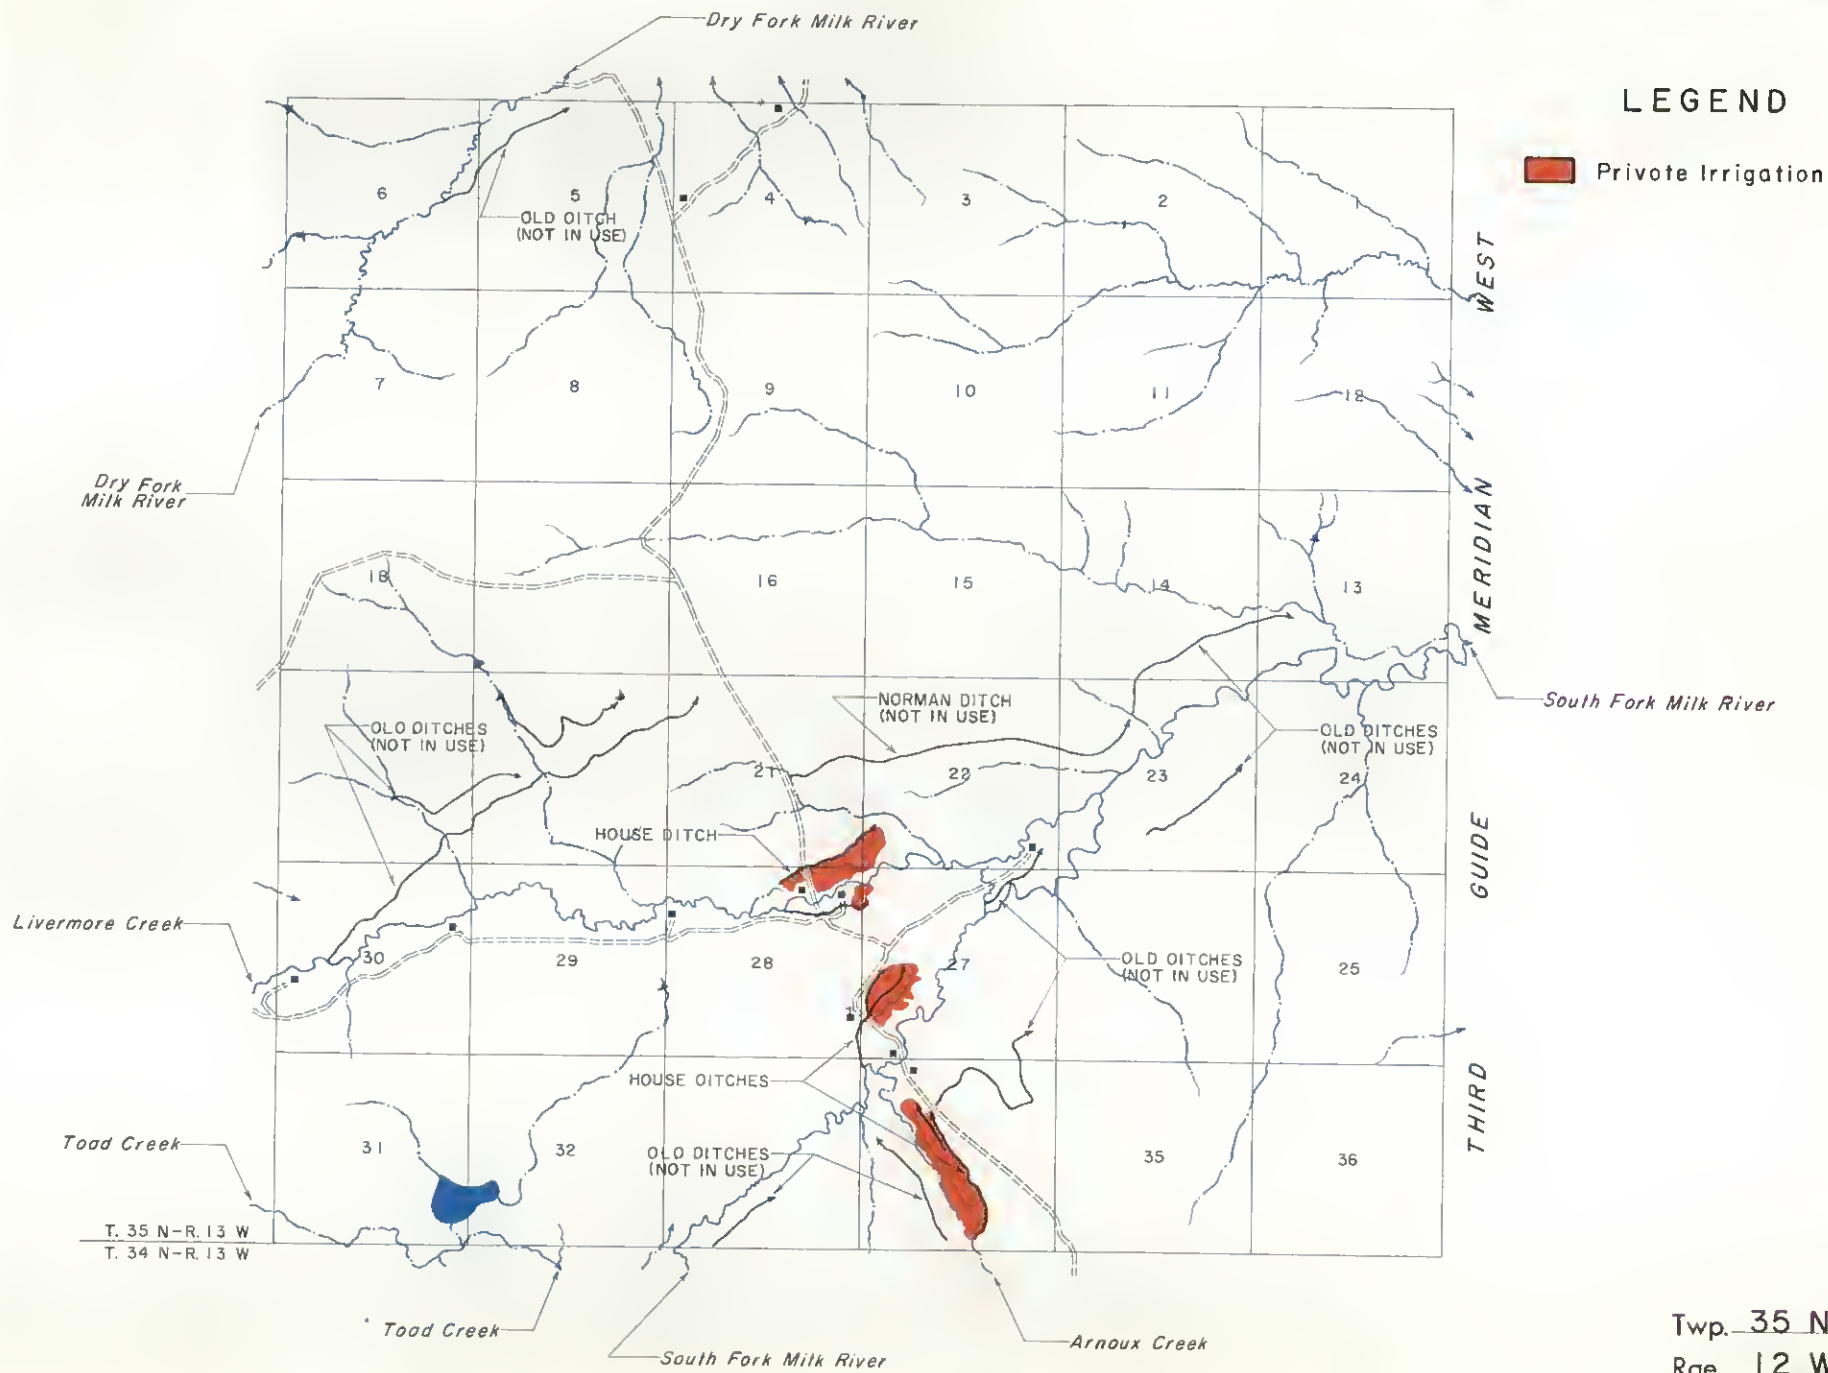 Dry Fork Milk River
LEGEND
Private Irrigation
6
5
4
3
2
1
OLD DITCH
(NOT IN USE)
WEST
7
8
9
10
11
12
Dry Fork
Milk River
MERIDIAN
18
16
15
14
13
NORMAN DITCH
(NOT IN USE)
South Fork Milk River
OLD DITCHES
(NOT IN USE)
OLD DITCHES
(NOT IN USE)
21
22
23
24
HOUSE DITCH
GUIDE
Livermore Creek
30
29
28
27
OLD DITCHES
(NOT IN USE)
25
HOUSE DITCHES
THIRD
Toad Creek
31
32
OLD DITCHES
(NOT IN USE)
35
36
T. 35 N-R. 13 W
T. 34 N-R. 13 W
Toad Creek
South Fork Milk River
Arnoux Creek
Twp. 35 N
Rge. 12 W